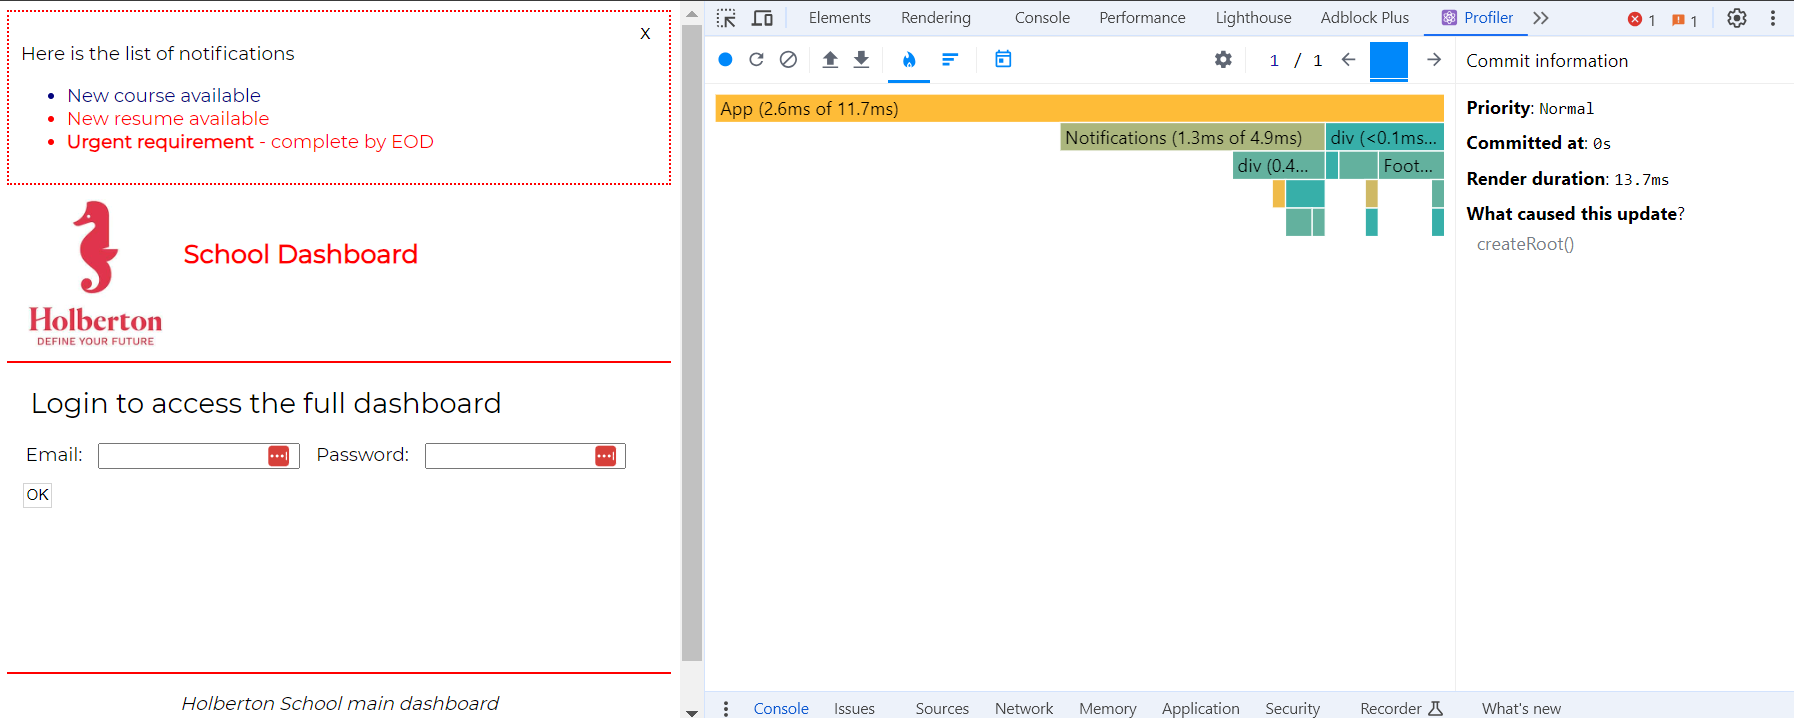 X
Here is the list of notifications
New course available
New resume available
Urgent requirement - complete by EOD
Holberton
DEFINE YOUR FUTURE
School Dashboard
Login to access the full dashboard
Email:
Password:
OK
Holberton School main dashboard
Elements Rendering Console Performance Lighthouse Adblock Plus Profiler 1 1
1 / 1
App (2.6ms of 11.7ms)
Notifications (1.3ms of 4.9ms) div (<0.1ms...
div (0.4... Foot...
Commit information
Priority: Normal
Committed at: 0s
Render duration: 13.7ms
What caused this update?
createRoot()
Console Issues Sources Network Memory Application Security Recorder What's new